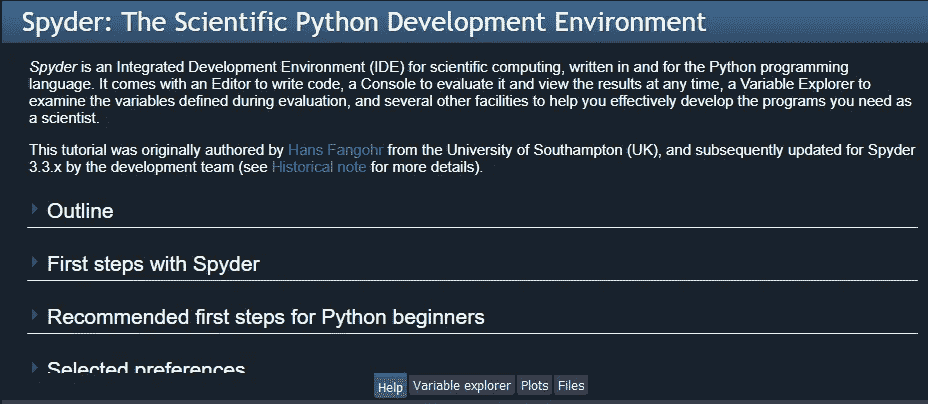 Spyder: The Scientific Python Development Environment
Spyder is an Integrated Development Environment (IDE) for scientific computing, written in and for the Python programming
language. It comes with an Editor to write code, a Console to evaluate it and view the results at any time, a Variable Explorer to
examine the variables defined during evaluation, and several other facilities to help you effectively develop the programs you need as
a scientist.
This tutorial was originally authored by Hans Fangohr from the University of Southampton (UK), and subsequently updated for Spyder
3.3.x by the development team (see Historical note for more details).
Outline
First steps with Spyder
Recommended first steps for Python beginners
Selected preferences
Help Variable explorer Plots Files